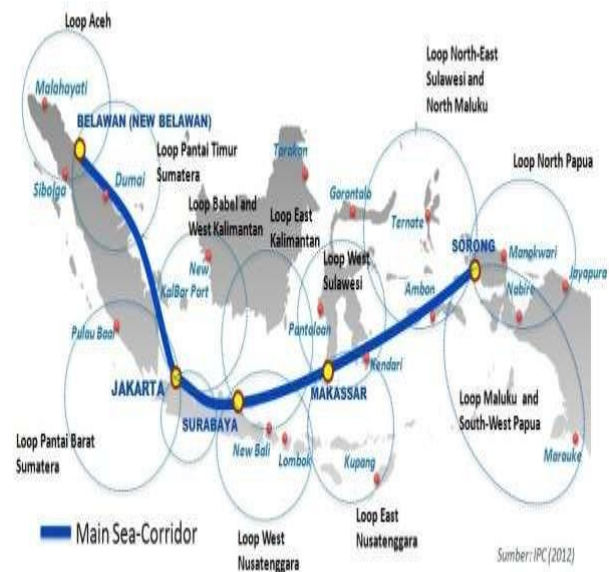 Loop Aceh
Malahayati
BELAWAN (NEW BELAWAN)
Sibolga
Dumai
Loop Pantai Timur
Sumatera
Loop Babel and
West Kalimantan
Tarakan
Loop East
Kalimantan
Gorontalo
Loop North-East
Sulawesi and
North Maluku
Loop North Papua
Ternate
SORONG
Manokwari
Nabire
Jayapura
Loop West
Sulawesi
New
KalBar Port
Pulau Baai
Pantoloan
Ambon
Kendari
JAKARTA
SURABAYA
MAKASSAR
Loop Maluku and
South-West Papua
Marauke
New Bali
Lombok
Kupang
Loop Pantai Barat
Sumatera
Loop West
Nusatenggara
Loop East
Nusatenggara
Main Sea-Corridor
Sumber: IPC (2012)